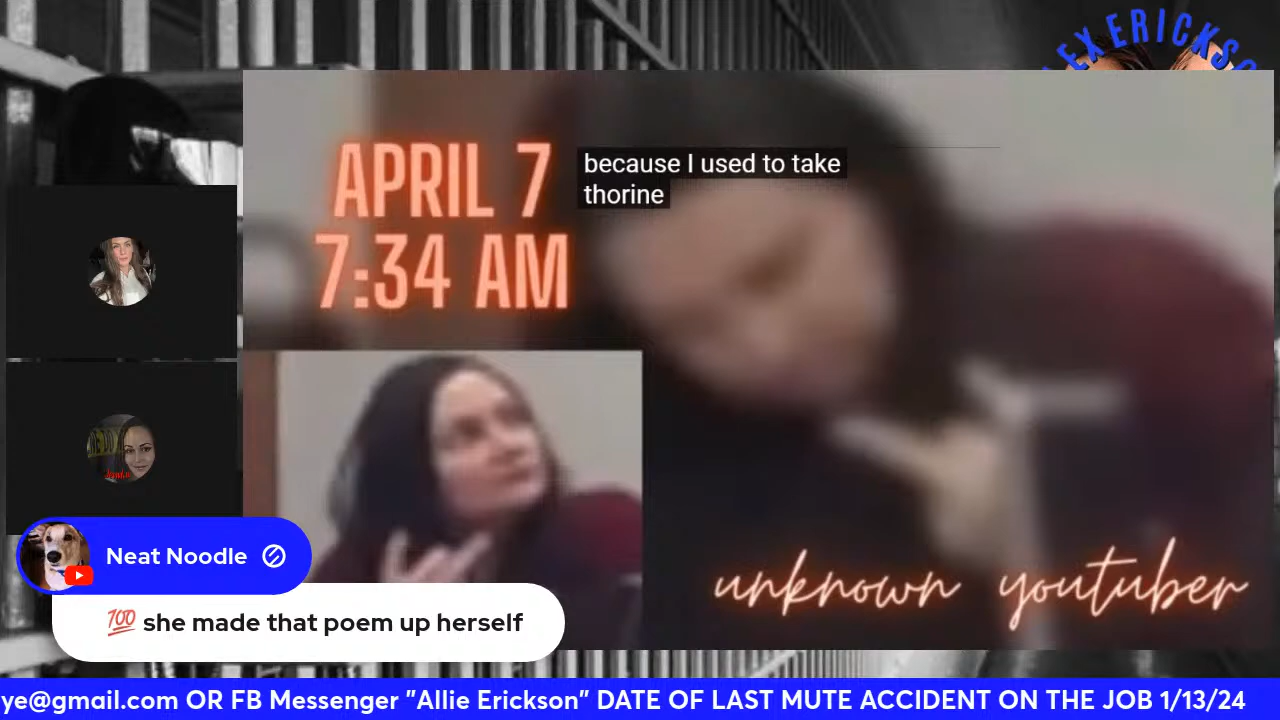 EX ERICKSO
APRIL 7
7:34 AM
because I used to take
thorine
unknown youtuber
Neat Noodle
💯 she made that poem up herself
ye@gmail.com OR FB Messenger "Allie Erickson" DATE OF LAST MUTE ACCIDENT ON THE JOB 1/13/24